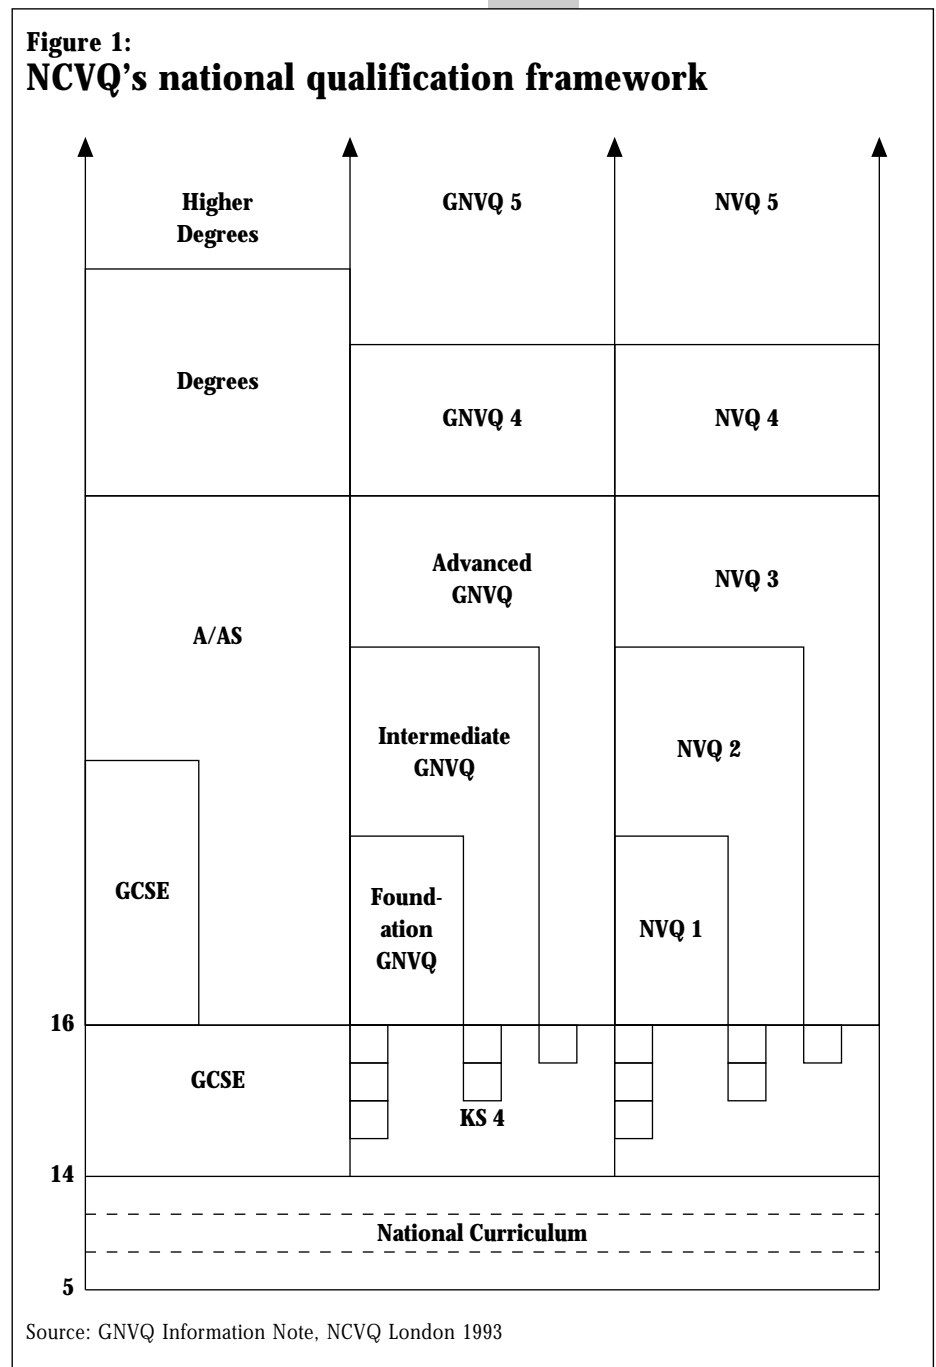 Figure 1:
NCVQ’s national qualification framework
Higher
Degrees
GNVQ 5
NVQ 5
Degrees
GNVQ 4
NVQ 4
Advanced
GNVQ
NVQ 3
A/AS
Intermediate
GNVQ
NVQ 2
GCSE
Found-
ation
GNVQ
NVQ 1
16
GCSE
KS 4
14
National Curriculum
5
Source: GNVQ Information Note, NCVQ London 1993